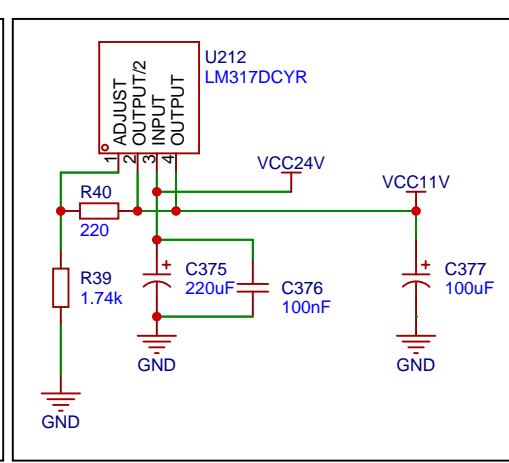 U212
LM317DCYR
ADJUST
OUTPUT/2
INPUT
OUTPUT
1
2
3
4
VCC24V
VCC11V
R40
220
R39
1.74k
C375
220uF
C376
100nF
C377
100uF
GND
GND
GND